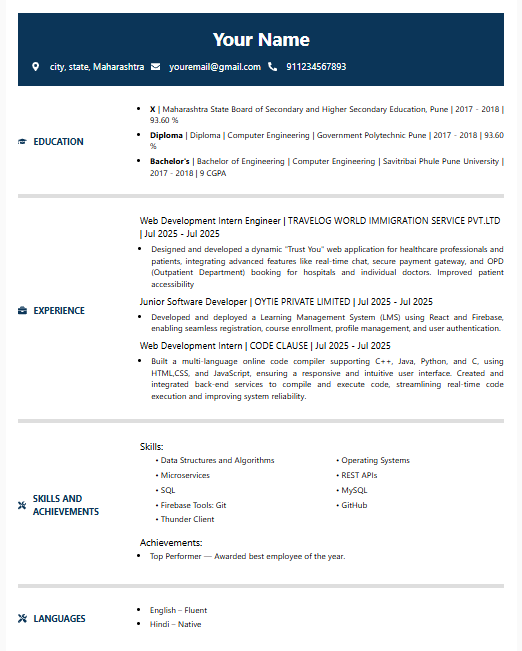 Your Name
city, state, Maharashtra youremail@gmail.com 911234567893
EDUCATION
• X | Maharashtra State Board of Secondary and Higher Secondary Education, Pune | 2017 - 2018 |
93.60 %
• Diploma | Diploma | Computer Engineering | Government Polytechnic Pune | 2017 - 2018 | 93.60
%
• Bachelor's | Bachelor of Engineering | Computer Engineering | Savitribai Phule Pune University |
2017 - 2018 | 9 CGPA
EXPERIENCE
Web Development Intern Engineer | TRAVELOG WORLD IMMIGRATION SERVICE PVT.LTD
| Jul 2025 - Jul 2025
• Designed and developed a dynamic "Trust You" web application for healthcare professionals and
patients, integrating advanced features like real-time chat, secure payment gateway, and OPD
(Outpatient Department) booking for hospitals and individual doctors. Improved patient
accessibility
Junior Software Developer | OYTIE PRIVATE LIMITED | Jul 2025 - Jul 2025
• Developed and deployed a Learning Management System (LMS) using React and Firebase,
enabling seamless registration, course enrollment, profile management, and user authentication.
Web Development Intern | CODE CLAUSE | Jul 2025 - Jul 2025
• Built a multi-language online code compiler supporting C++, Java, Python, and C, using
HTML,CSS, and JavaScript, ensuring a responsive and intuitive user interface. Created and
integrated back-end services to compile and execute code, streamlining real-time code
execution and improving system reliability.
SKILLS AND
ACHIEVEMENTS
Skills:
• Data Structures and Algorithms
• Microservices
• SQL
• Firebase Tools: Git
• Thunder Client
• Operating Systems
• REST APIs
• MySQL
• GitHub
Achievements:
• Top Performer — Awarded best employee of the year.
LANGUAGES
• English – Fluent
• Hindi – Native